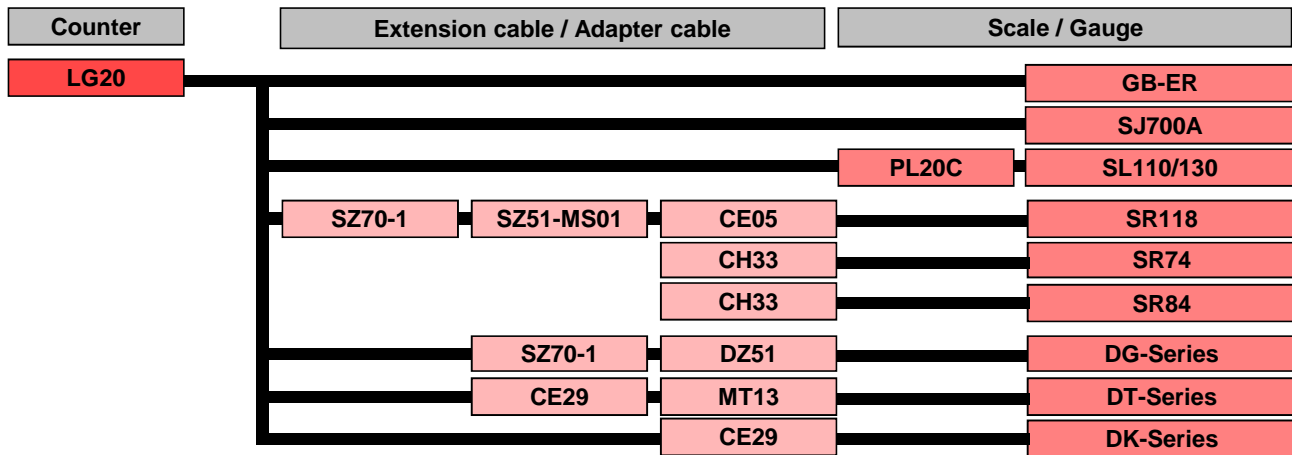 Counter Extension cable / Adapter cable Scale / Gauge
LG20 GB-ER
SJ700A
PL20C SL110/130
SZ70-1 SZ51-MS01 CE05 SR118
CH33 SR74
CH33 SR84
SZ70-1 DZ51 DG-Series
CE29 MT13 DT-Series
CE29 DK-Series